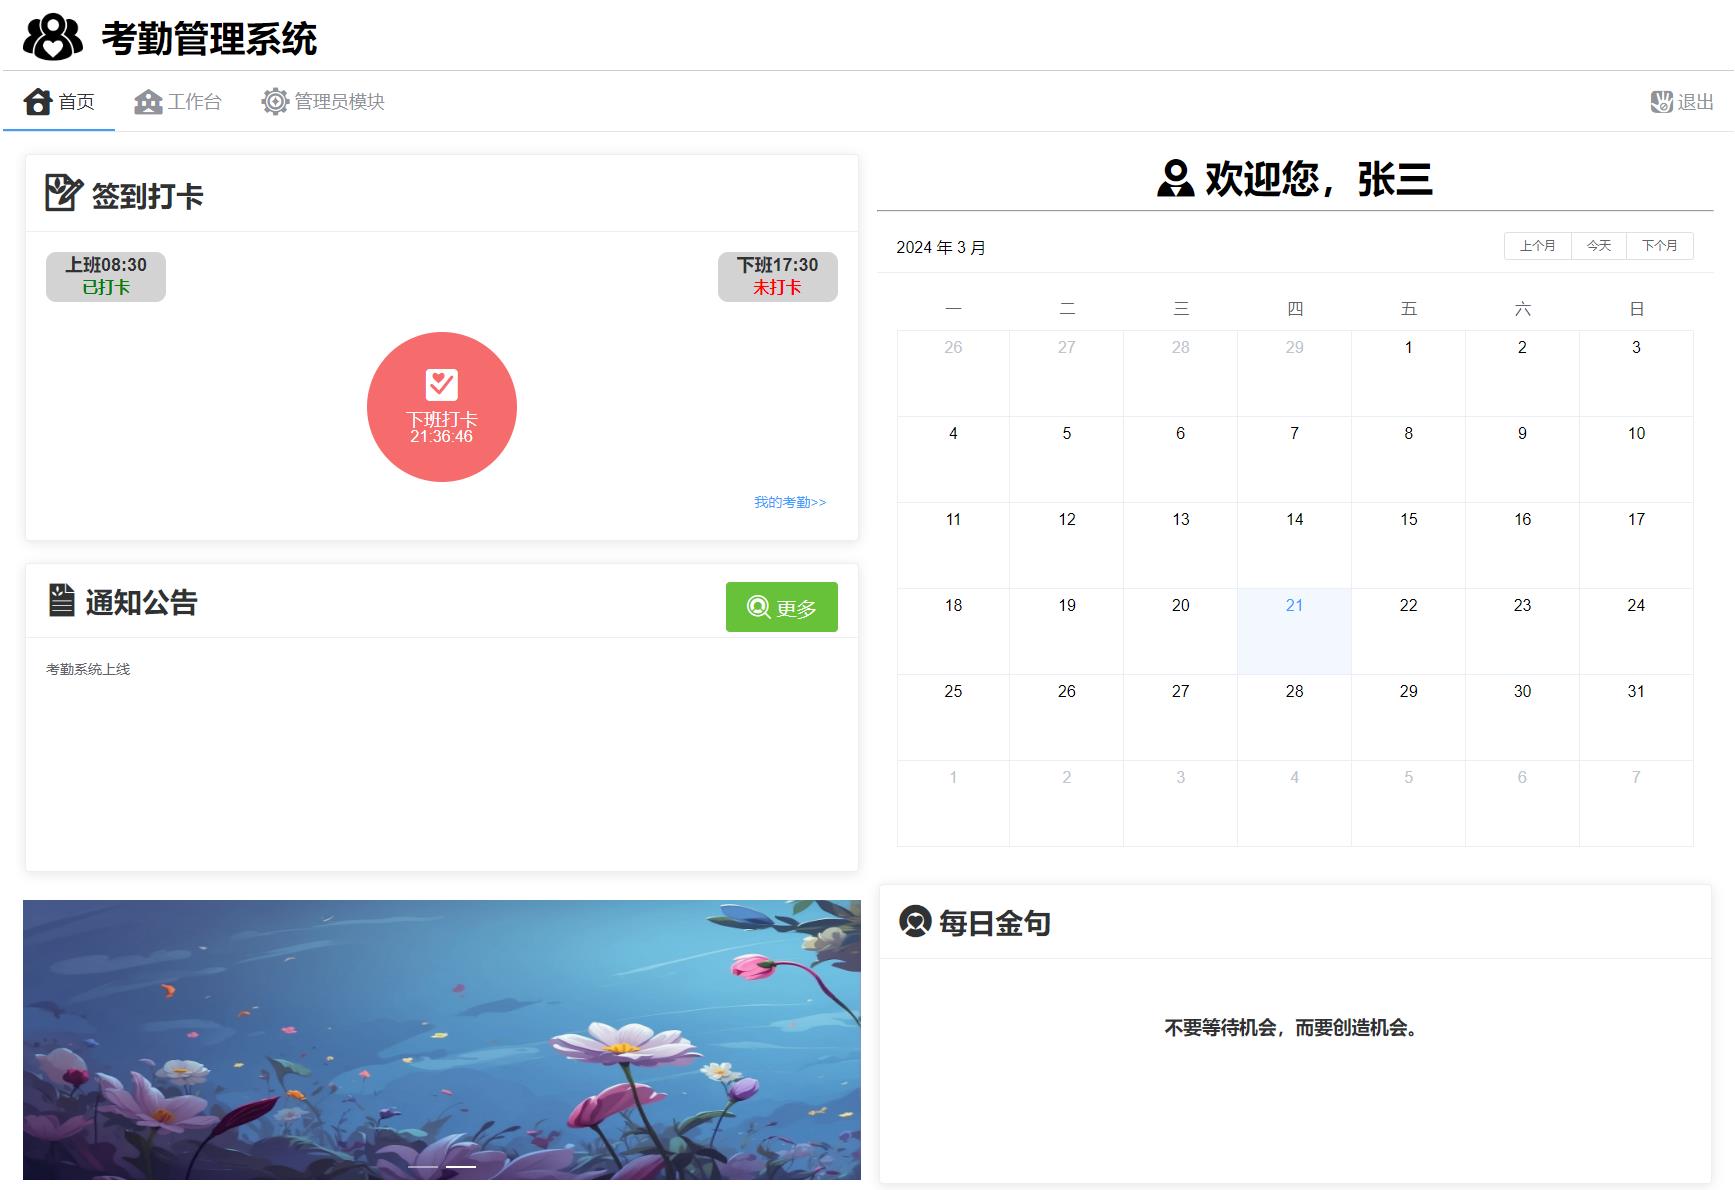 考勤管理系统
首页 工作台 管理员模块 退出
签到打卡
上班08:30
已打卡
下班17:30
未打卡
下班打卡
21:36:46
我的考勤>>
通知公告
更多
考勤系统上线
欢迎您，张三
2024 年 3 月 上个月 今天 下个月
一 二 三 四 五 六 日
26 27 28 29 1 2 3
4 5 6 7 8 9 10
11 12 13 14 15 16 17
18 19 20 21 22 23 24
25 26 27 28 29 30 31
1 2 3 4 5 6 7
每日金句
不要等待机会，而要创造机会。